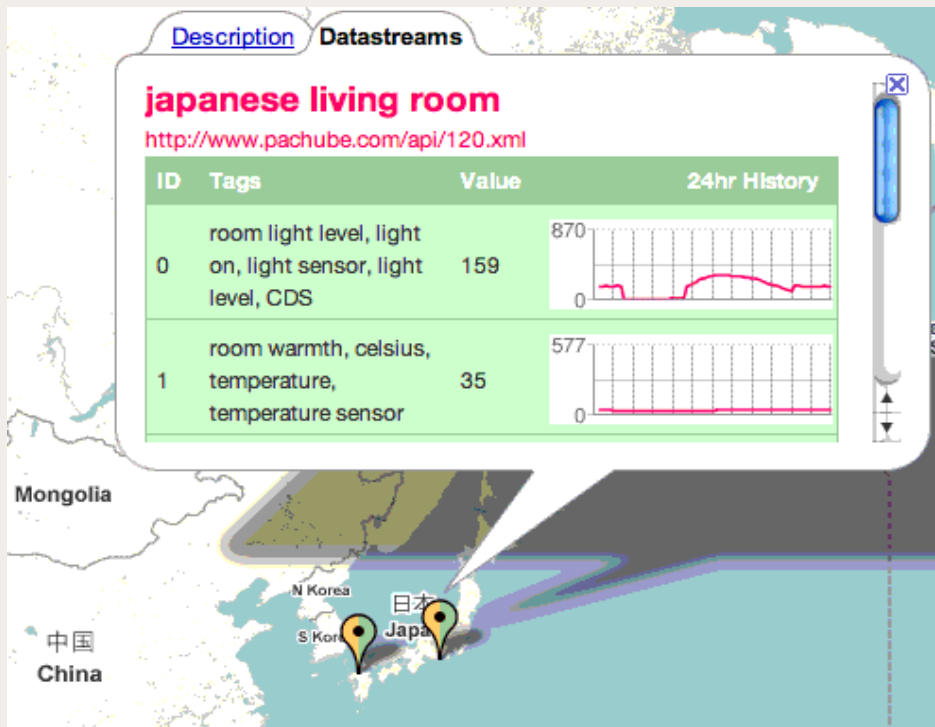 Description Datastreams
japanese living room
http://www.pachube.com/api/120.xml
ID Tags Value 24hr History
room light level, light
0 on, light sensor, light 159
level, CDS
870
0
room warmth, celsius,
1 temperature, 35
temperature sensor
577
0
Mongolia
N Korea
日本
S Kor
Japa
中国
China